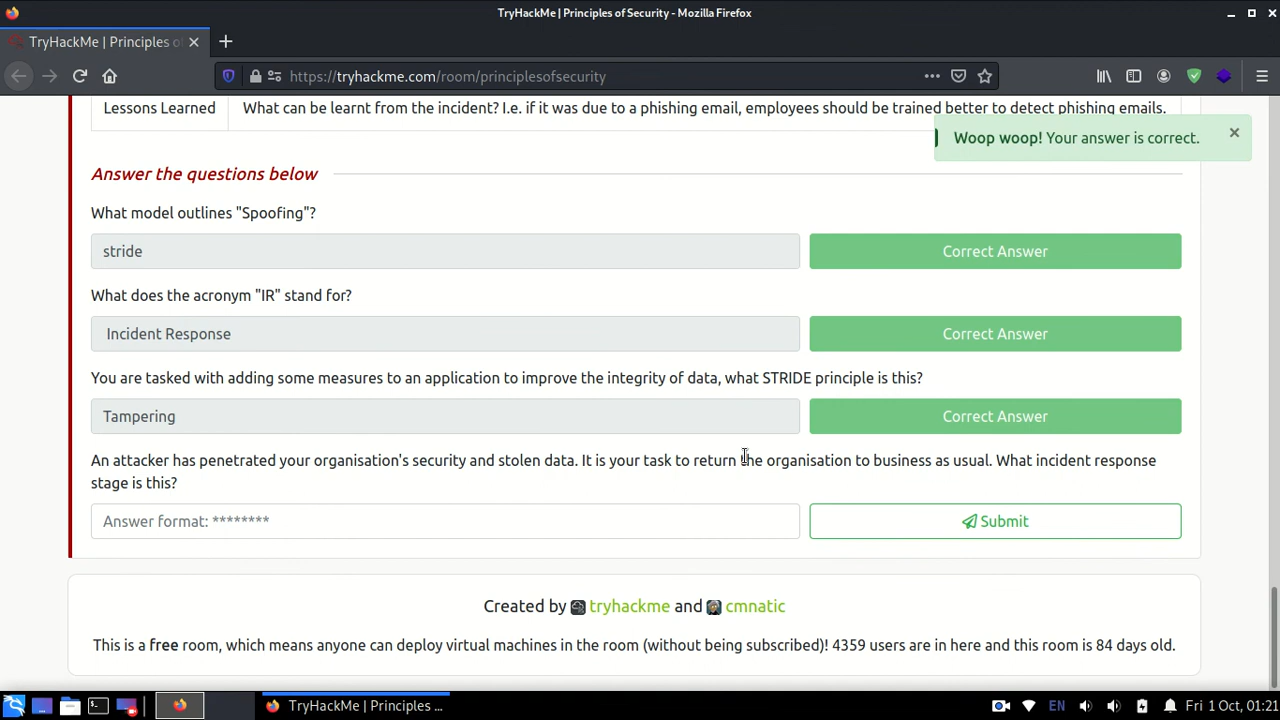 TryHackMe | Principles of Security - Mozilla Firefox
TryHackMe | Principles o
https://tryhackme.com/room/principlesofsecurity
Lessons Learned
What can be learnt from the incident? I.e. if it was due to a phishing email, employees should be trained better to detect phishing emails.
Woop woop! Your answer is correct.
Answer the questions below
What model outlines "Spoofing"?
stride
Correct Answer
What does the acronym "IR" stand for?
Incident Response
Correct Answer
You are tasked with adding some measures to an application to improve the integrity of data, what STRIDE principle is this?
Tampering
Correct Answer
An attacker has penetrated your organisation's security and stolen data. It is your task to return the organisation to business as usual. What incident response
stage is this?
Answer format: ********
Submit
Created by tryhackme and cmnatic
This is a free room, which means anyone can deploy virtual machines in the room (without being subscribed)! 4359 users are in here and this room is 84 days old.
TryHackMe | Principles ...
EN
Fri 1 Oct, 01:21